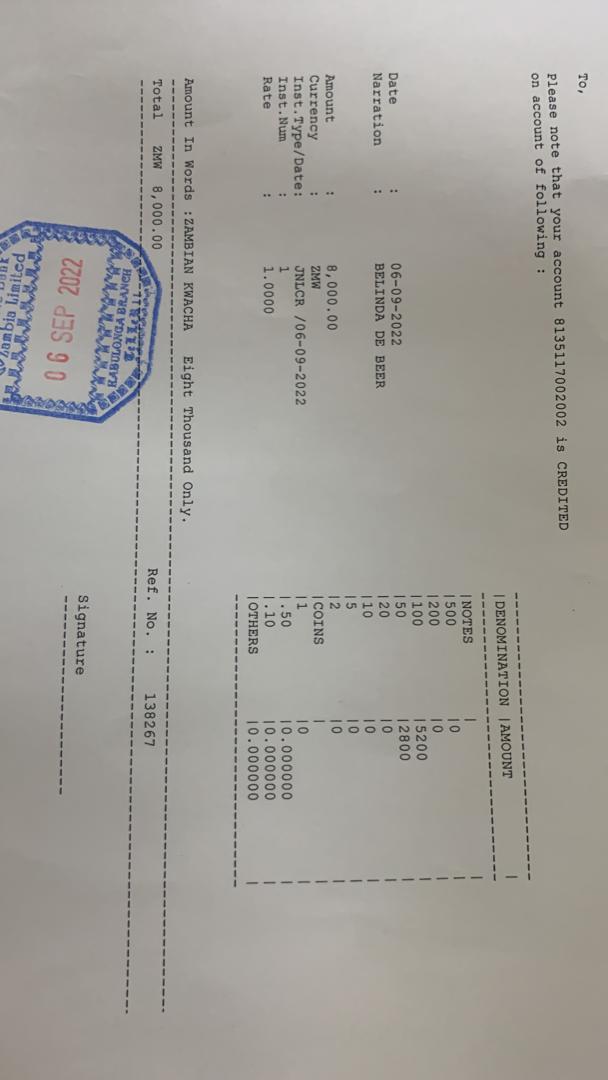 To,
please note that your account 8135117002002 is CREDITED
on account of following :
----------------------------------
|DENOMINATION |AMOUNT |
----------------------------------
Date : 06-09-2022 |NOTES | |
Narration : BELINDA DE BEER |500 |0 |
|200 |0 |
|100 |5200 |
|50 |2800 |
Amount : 8,000.00 |20 |0 |
Currency : ZMW |10 |0 |
Inst.Type/Date: JNLCR /06-09-2022 |5 |0 |
Inst.Num : 1 |2 |0 |
Rate : 1.0000 |COINS | |
|1 |0 |
|.50 |0.000000 |
|.10 |0.000000 |
|OTHERS |0.000000 |
----------------------------------
Amount In Words :ZAMBIAN KWACHA Eight Thousand Only.
Total ZMW 8,000.00 Ref. No. : 138267
KABULONGA BRANCH
06 SEP 2022
Zambia Limited
Signature